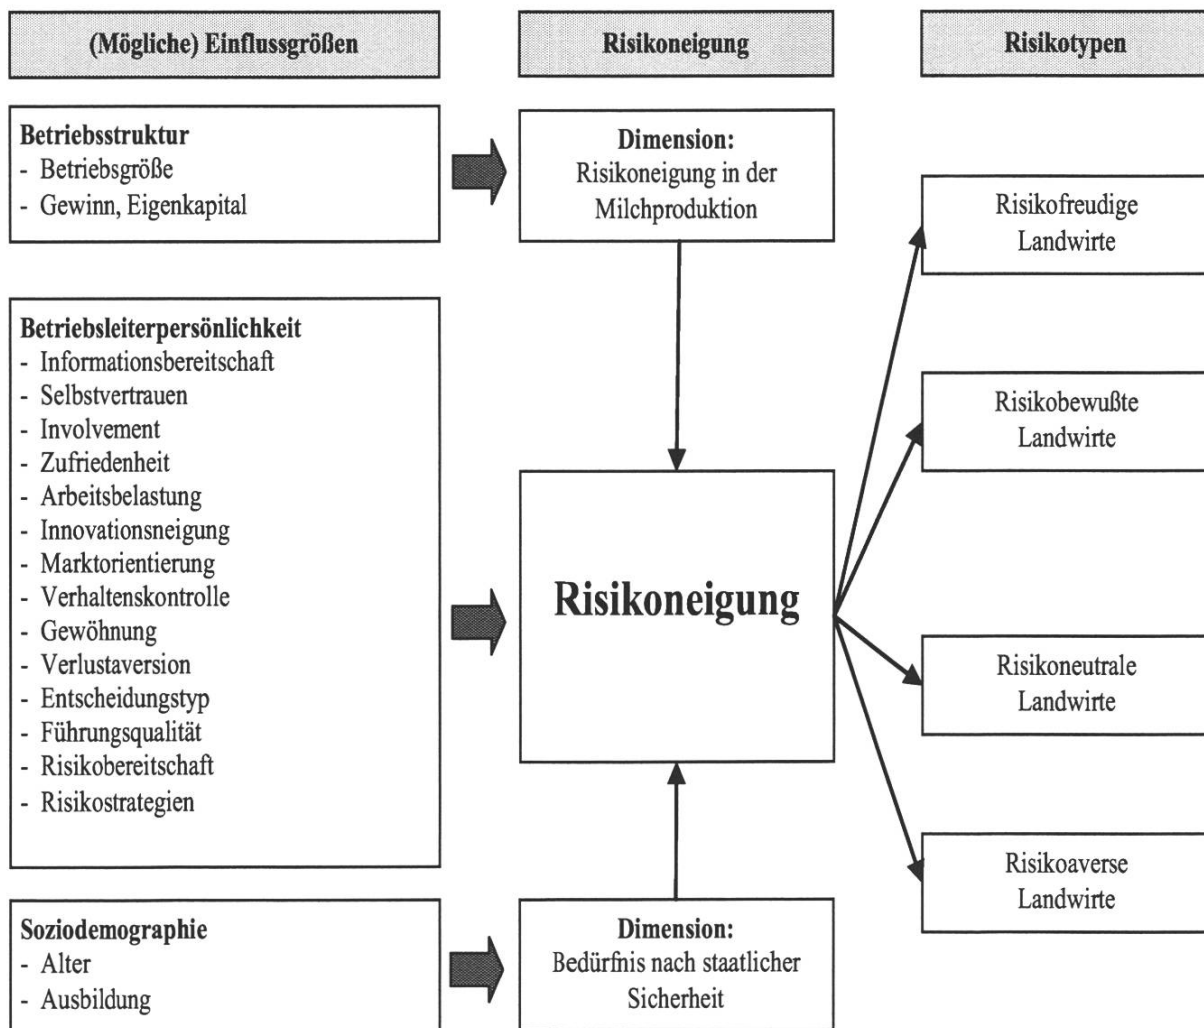 (Mögliche) Einflussgrößen
Betriebsstruktur
- Betriebsgröße
- Gewinn, Eigenkapital
Betriebsleiterpersönlichkeit
- Informationsbereitschaft
- Selbstvertrauen
- Involvement
- Zufriedenheit
- Arbeitsbelastung
- Innovationsneigung
- Marktorientierung
- Verhaltenskontrolle
- Gewöhnung
- Verlustaversion
- Entscheidungstyp
- Führungsqualität
- Risikobereitschaft
- Risikostrategien
Soziodemographie
- Alter
- Ausbildung
Risikoneigung
Dimension:
Risikoneigung in der
Milchproduktion
Risikoneigung
Dimension:
Bedürfnis nach staatlicher
Sicherheit
Risikotypen
Risikofreudige
Landwirte
Risikobewußte
Landwirte
Risikoneutrale
Landwirte
Risikoaverse
Landwirte